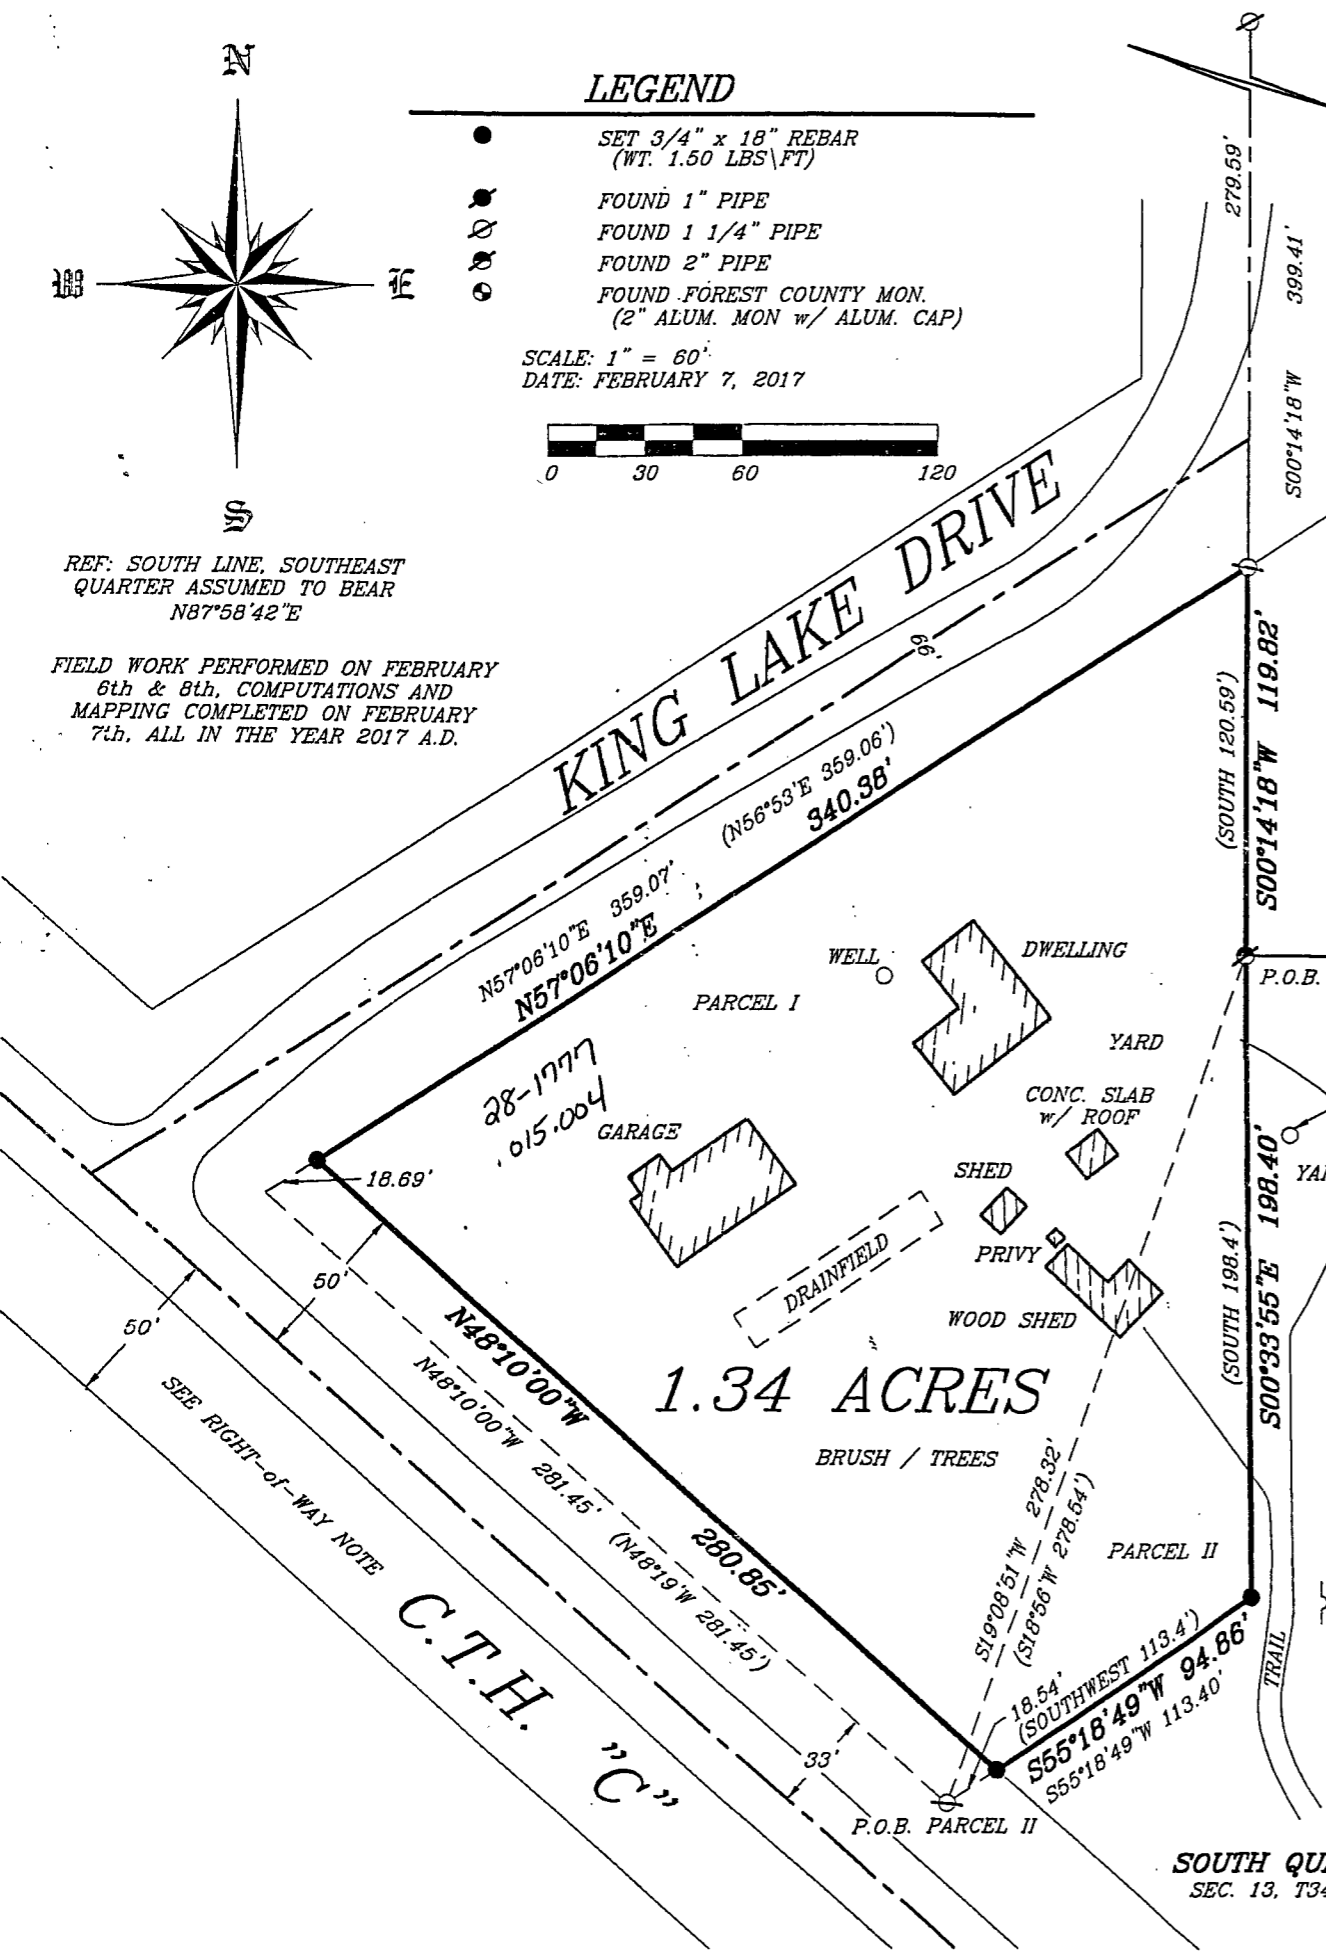 N
W
E
S
LEGEND
SET 3/4" x 18" REBAR
(WT. 1.50 LBS\FT)
FOUND 1" PIPE
FOUND 1 1/4" PIPE
FOUND 2" PIPE
FOUND FOREST COUNTY MON.
(2" ALUM. MON w/ ALUM. CAP)
SCALE: 1" = 60'
DATE: FEBRUARY 7, 2017
0 30 60 120
REF: SOUTH LINE, SOUTHEAST
QUARTER ASSUMED TO BEAR
N87°58'42"E
FIELD WORK PERFORMED ON FEBRUARY
6th & 8th, COMPUTATIONS AND
MAPPING COMPLETED ON FEBRUARY
7th, ALL IN THE YEAR 2017 A.D.
279.59'
399.41'
S00°14'18"W
KING LAKE DRIVE
66'
(N56°53'E 359.06')
340.38'
N57°06'10"E 359.07'
N57°06'10"E
(SOUTH 120.59')
S00°14'18"W 119.82'
WELL
DWELLING
P.O.B.
PARCEL I
YARD
28-1777
.015.004
GARAGE
CONC. SLAB
w/ ROOF
SHED
PRIVY
WOOD SHED
DRAINFIELD
18.69'
50'
50'
(SOUTH 198.4')
S00°33'55"E 198.40'
N48°10'00"W
280.85'
N48°10'00"W 281.45'
(N48°19'W 281.45')
1.34 ACRES
BRUSH / TREES
SEE RIGHT-of-WAY NOTE
C.T.H. "C"
S19°08'51"W 278.32'
(S18°56'W 278.54')
PARCEL II
18.54'
(SOUTHWEST 113.4')
S55°18'49"W 94.86'
S55°18'49"W 113.40'
TRAIL
33'
P.O.B. PARCEL II
SOUTH QU
SEC. 13, T34